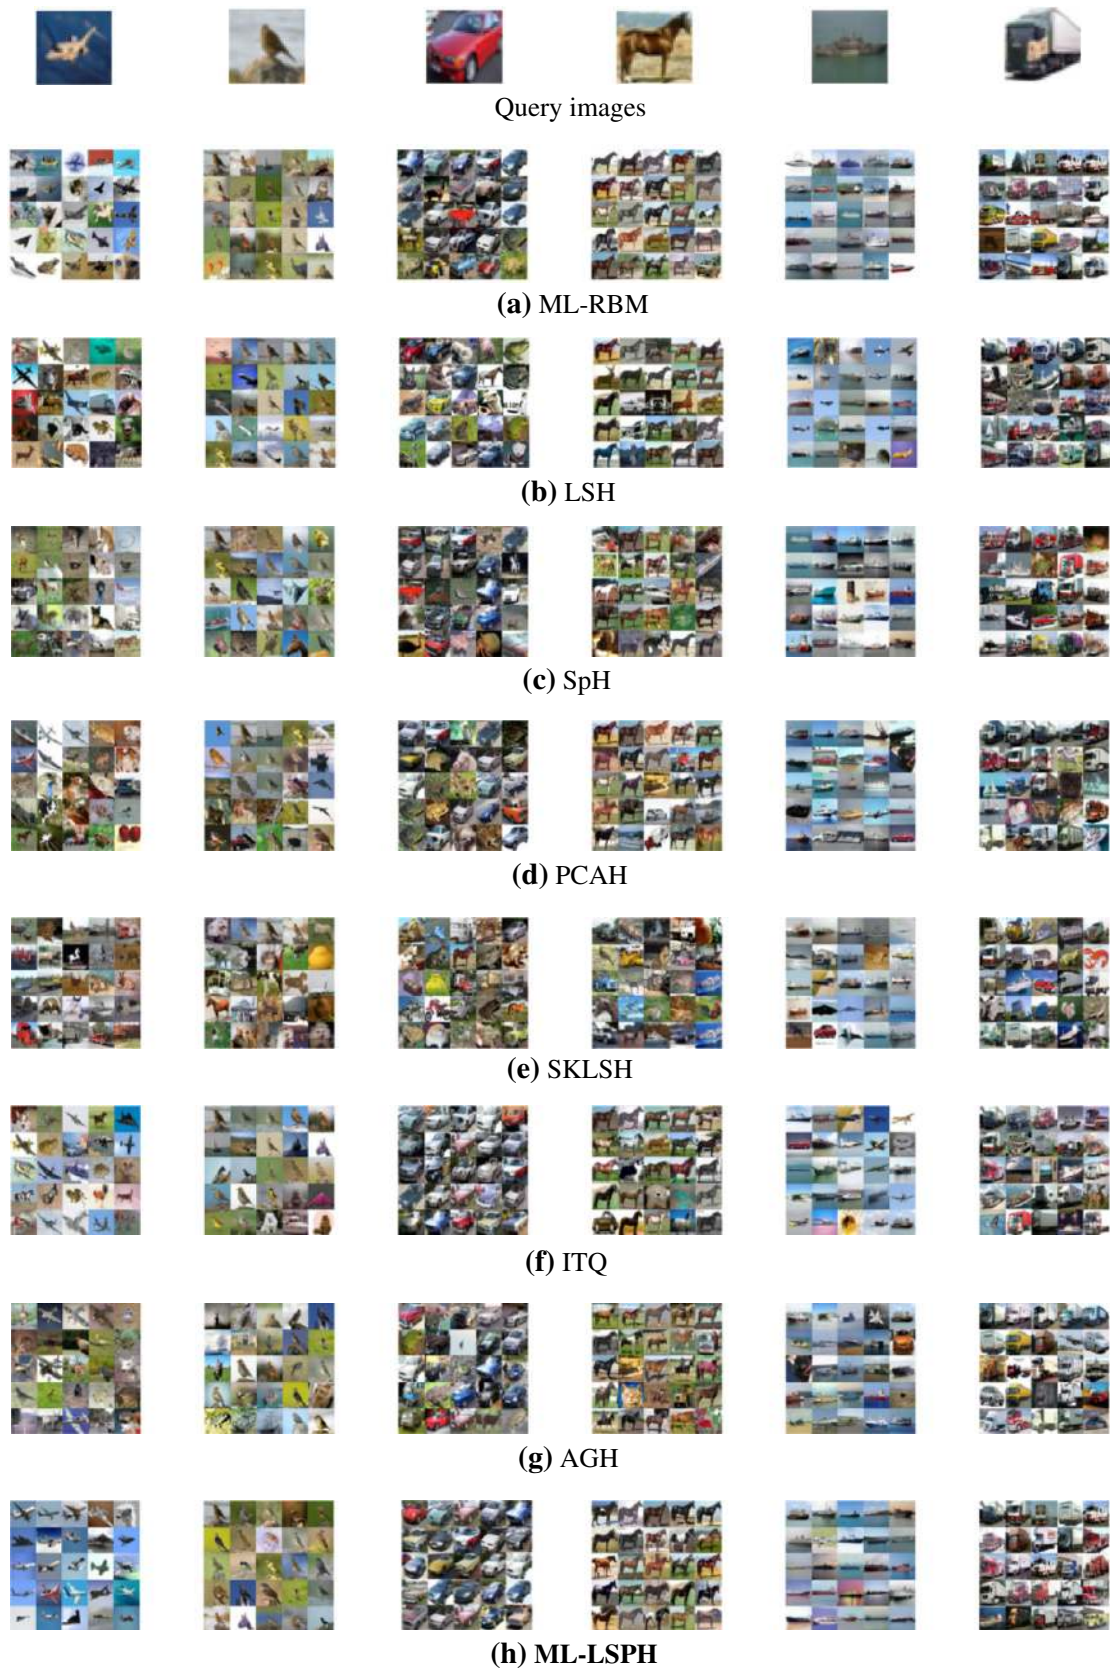 Query images
(a) ML-RBM
(b) LSH
(c) SpH
(d) PCAH
(e) SKLSH
(f) ITQ
(g) AGH
(h) ML-LSPH